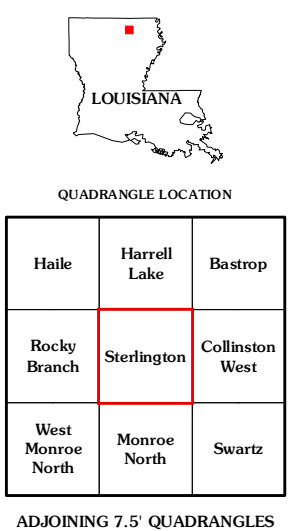 LOUISIANA
QUADRANGLE LOCATION
Haile
Harrell
Lake
Bastrop
Rocky
Branch
Sterlington
Collinston
West
West
Monroe
North
Monroe
North
Swartz
ADJOINING 7.5' QUADRANGLES